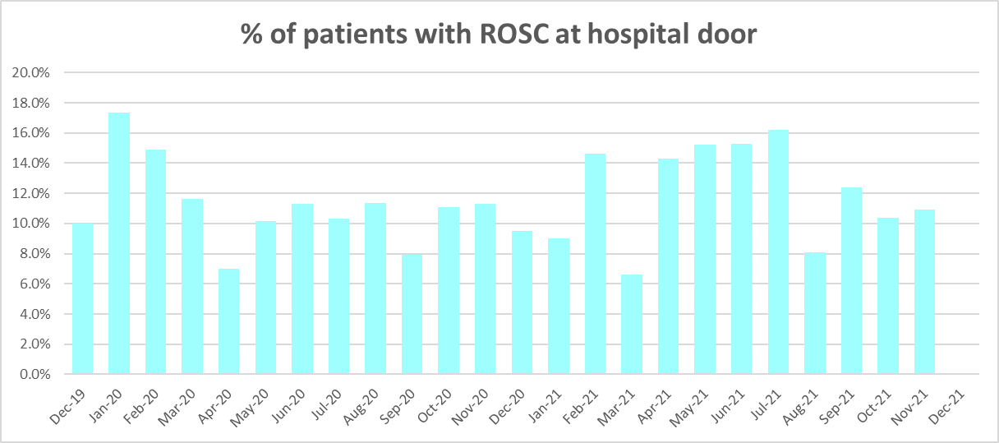 % of patients with ROSC at hospital door
20.0%
18.0%
16.0%
14.0%
12.0%
10.0%
8.0%
6.0%
4.0%
2.0%
0.0%
Dec-19
Jan-20
Feb-20
Mar-20
Apr-20
May-20
Jun-20
Jul-20
Aug-20
Sep-20
Oct-20
Nov-20
Dec-20
Jan-21
Feb-21
Mar-21
Apr-21
May-21
Jun-21
Jul-21
Aug-21
Sep-21
Oct-21
Nov-21
Dec-21